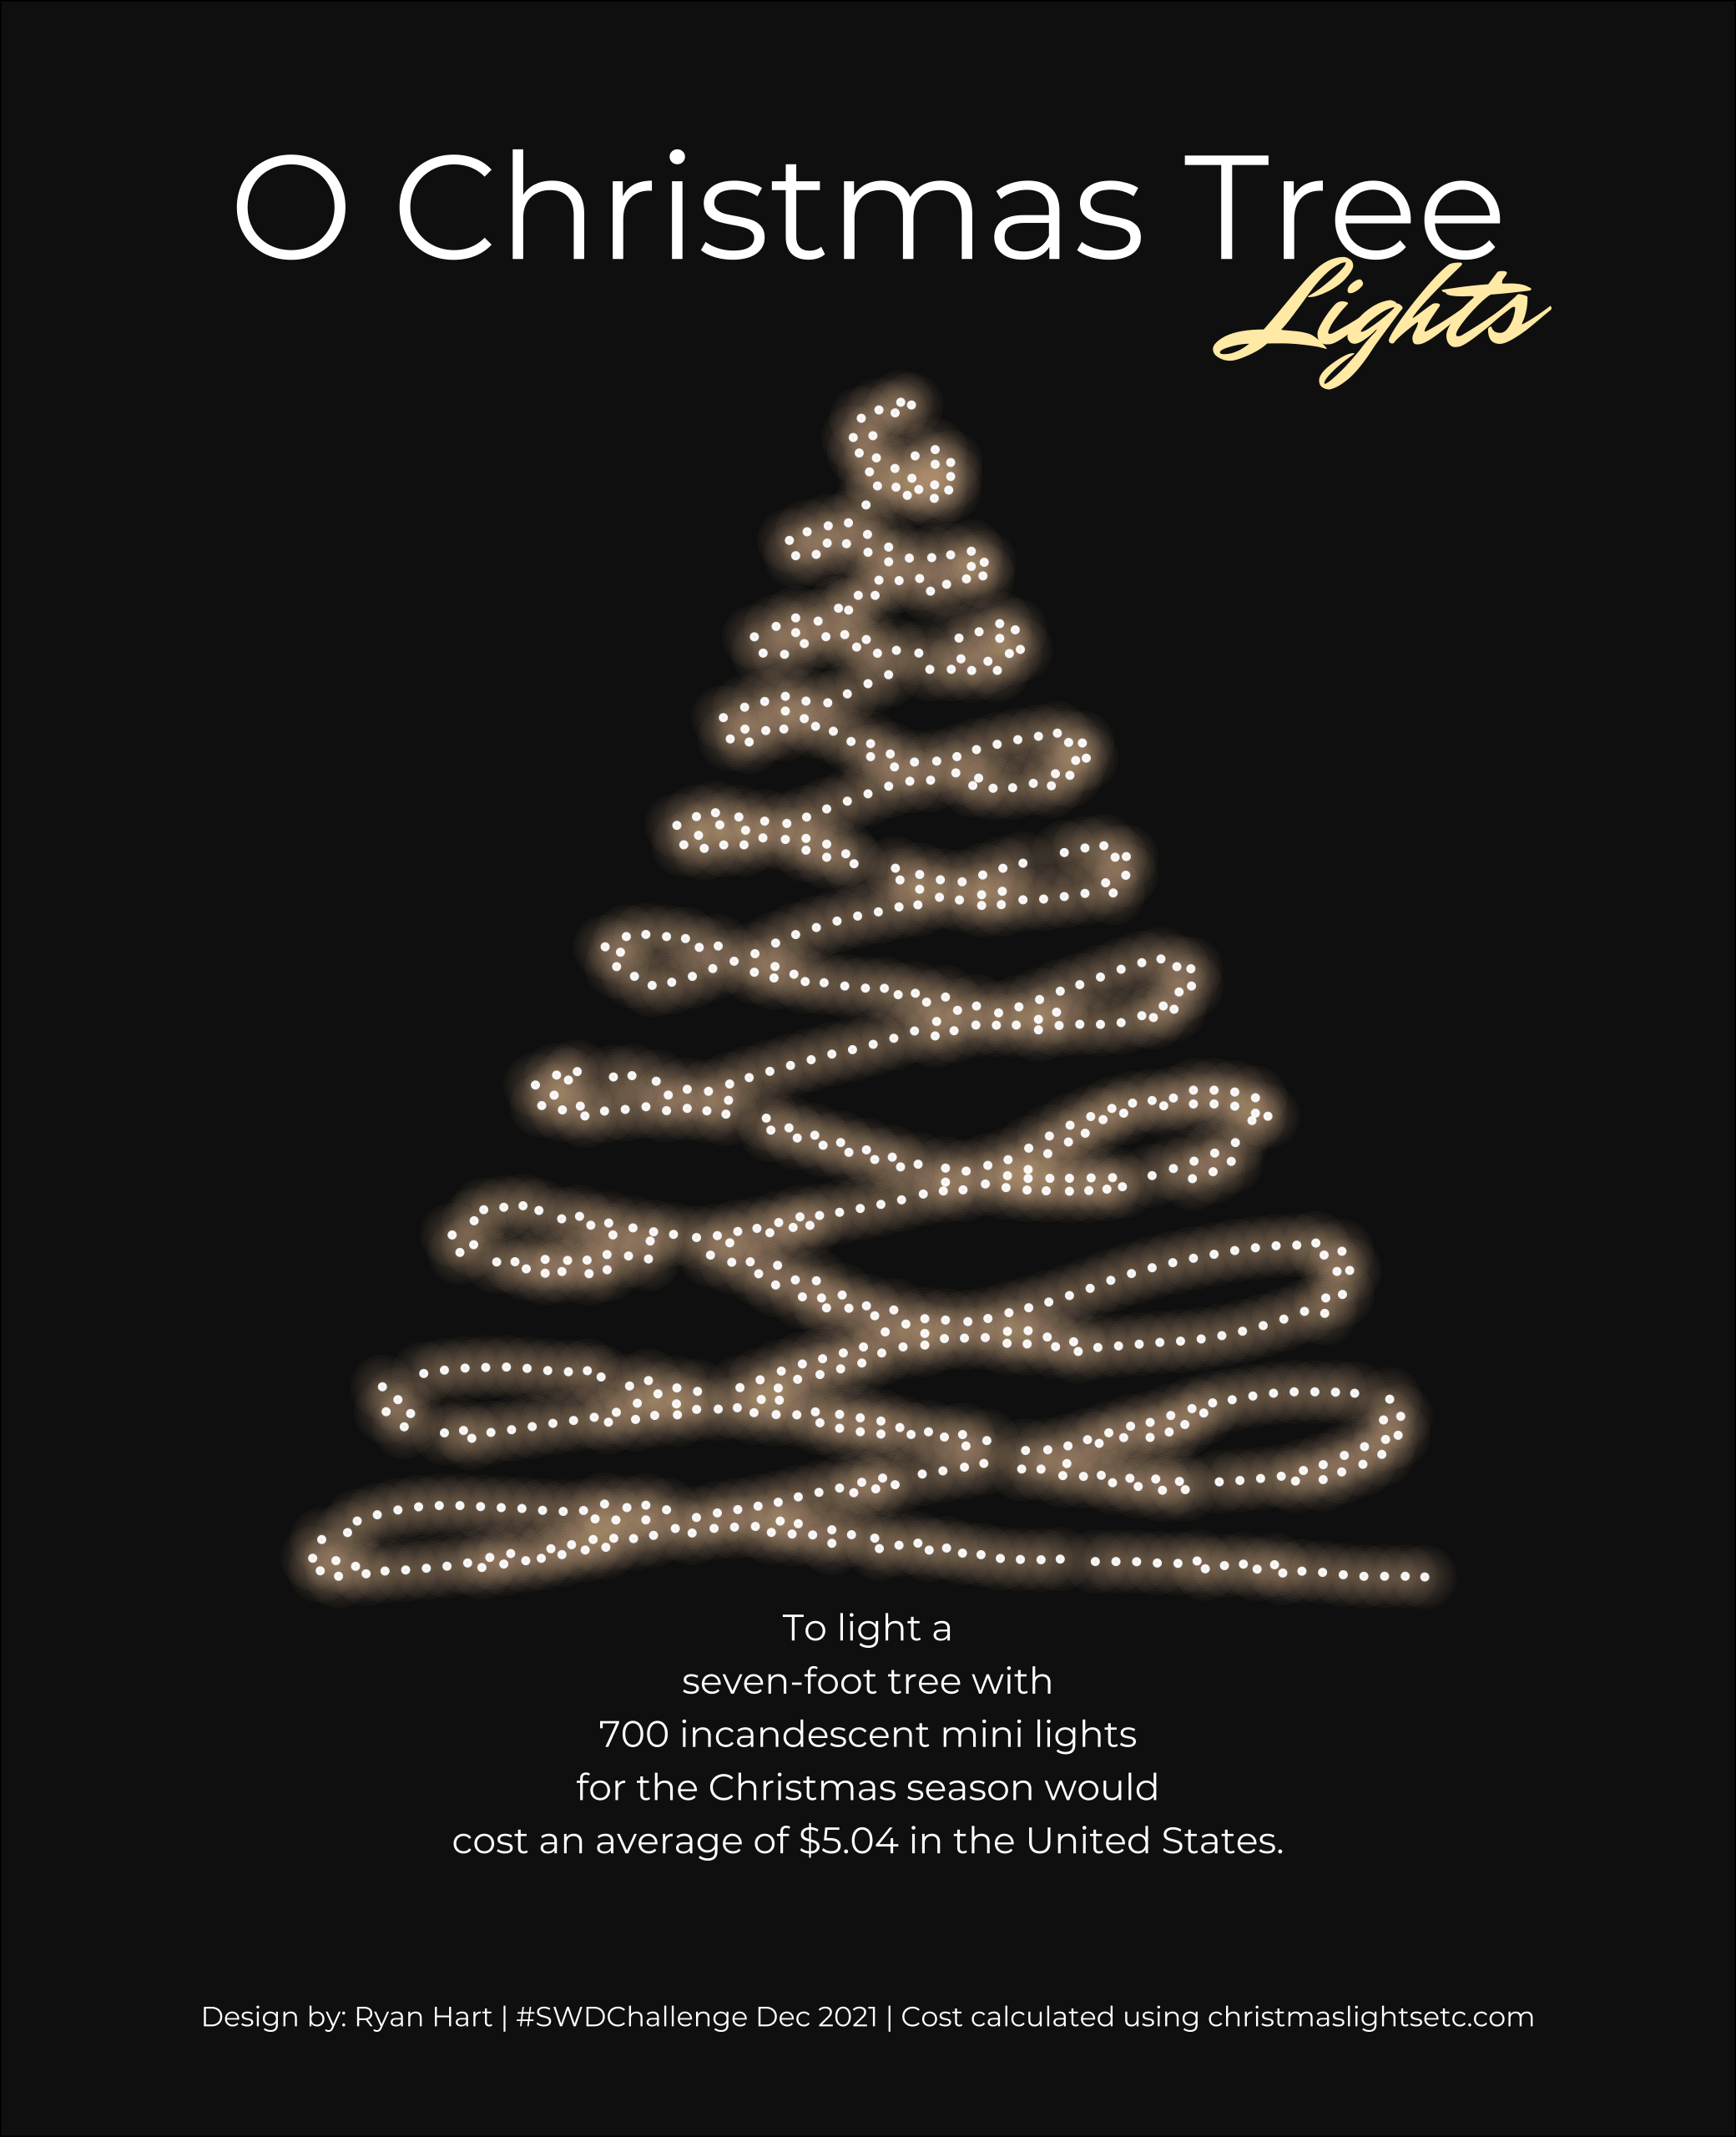 O Christmas Tree
Lights
To light a
seven-foot tree with
700 incandescent mini lights
for the Christmas season would
cost an average of $5.04 in the United States.
Design by: Ryan Hart | #SWDChallenge Dec 2021 | Cost calculated using christmaslightsetc.com